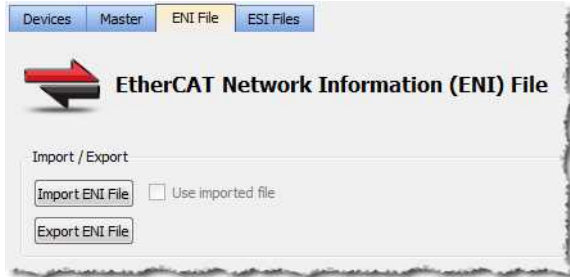 Devices Master ENI File ESI Files
EtherCAT Network Information (ENI) File
Import / Export
Import ENI File Use imported file
Export ENI File